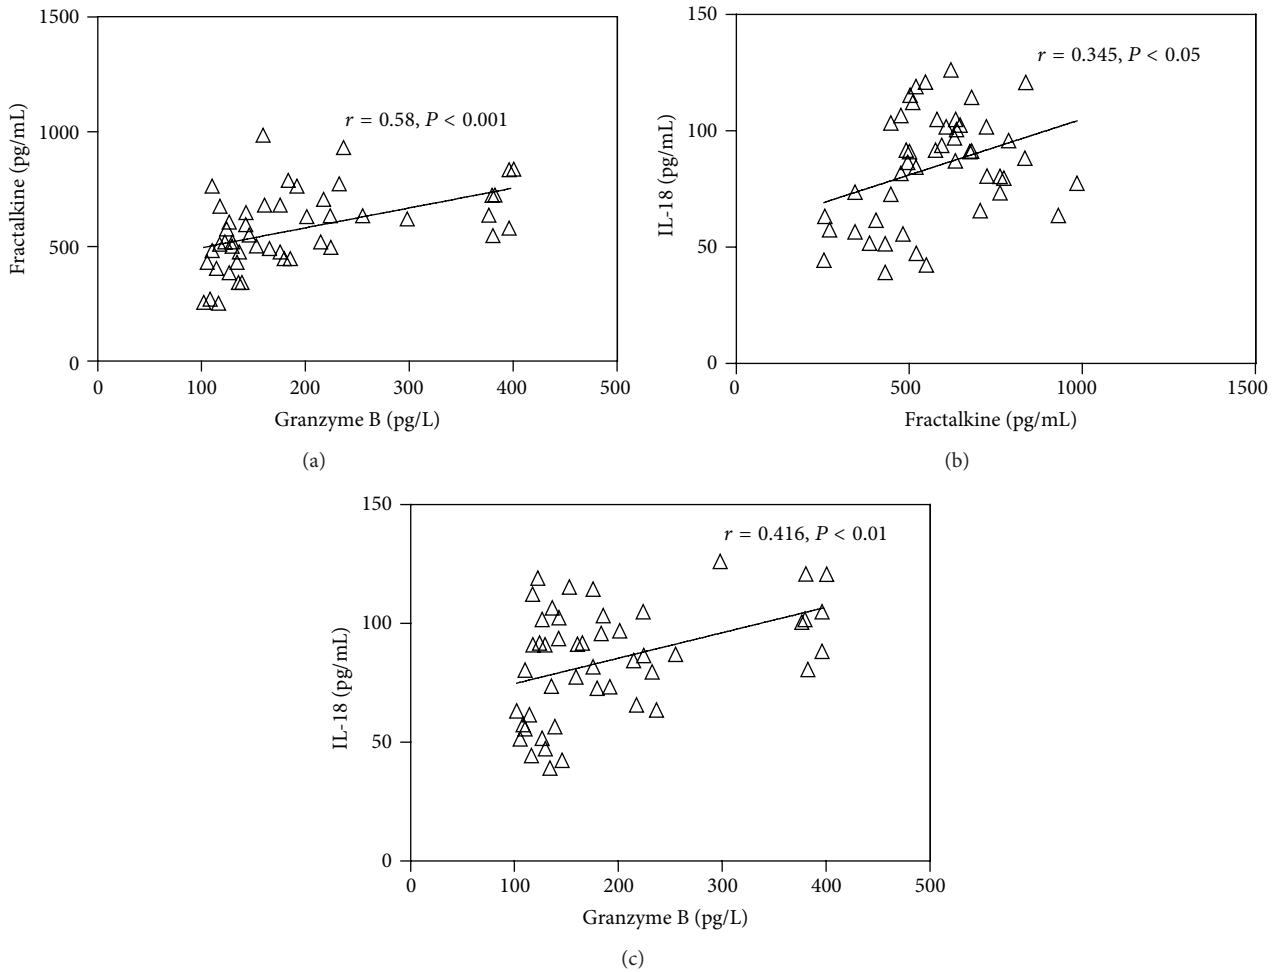 1500
1000
500
0
Fractalkine (pg/mL)
r = 0.58, P < 0.001
0 100 200 300 400 500
Granzyme B (pg/L)
(a)
150
100
50
0
IL-18 (pg/mL)
r = 0.345, P < 0.05
0 500 1000 1500
Fractalkine (pg/mL)
(b)
150
100
50
0
IL-18 (pg/mL)
r = 0.416, P < 0.01
0 100 200 300 400 500
Granzyme B (pg/L)
(c)